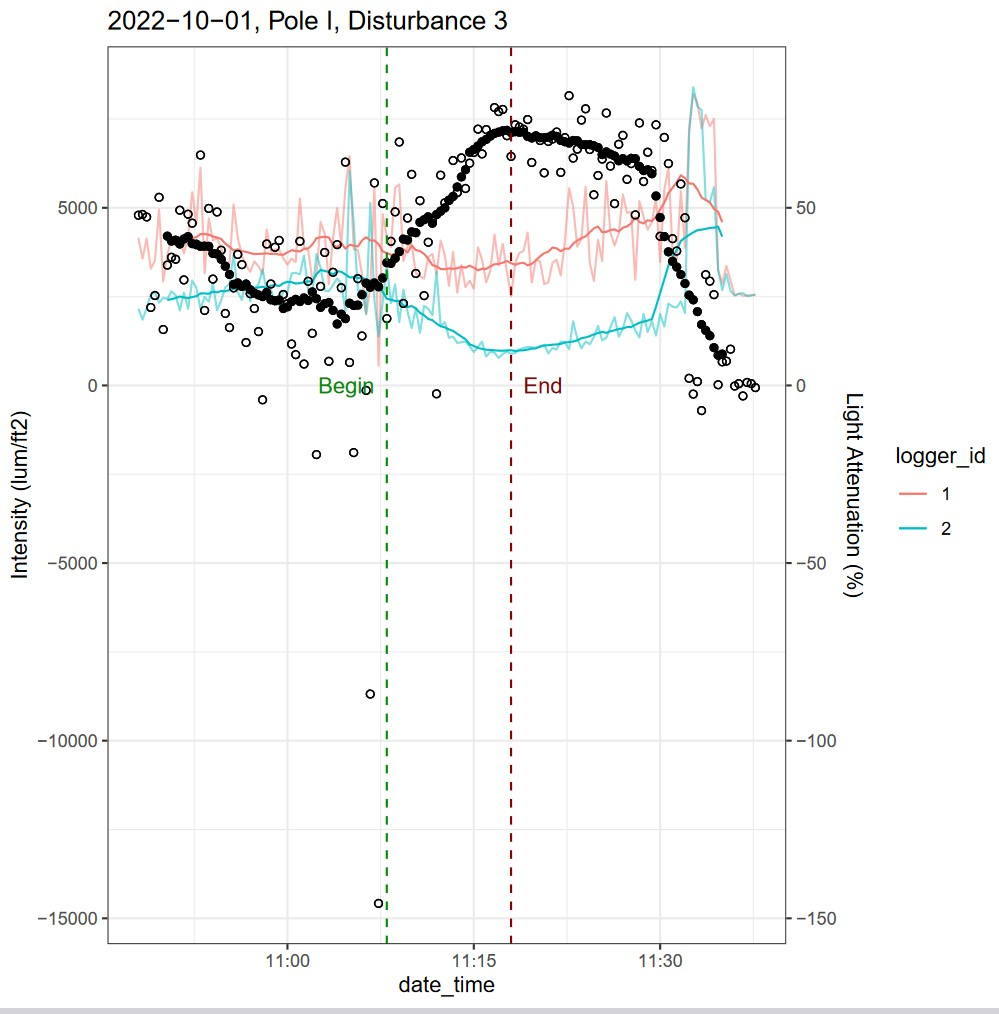 2022−10−01, Pole I, Disturbance 3
5000
0
−5000
−10000
−15000
Intensity (lum/ft2)
Begin
End
50
0
−50
−100
−150
Light Attenuation (%)
11:00
11:15
11:30
date_time
logger_id
1
2